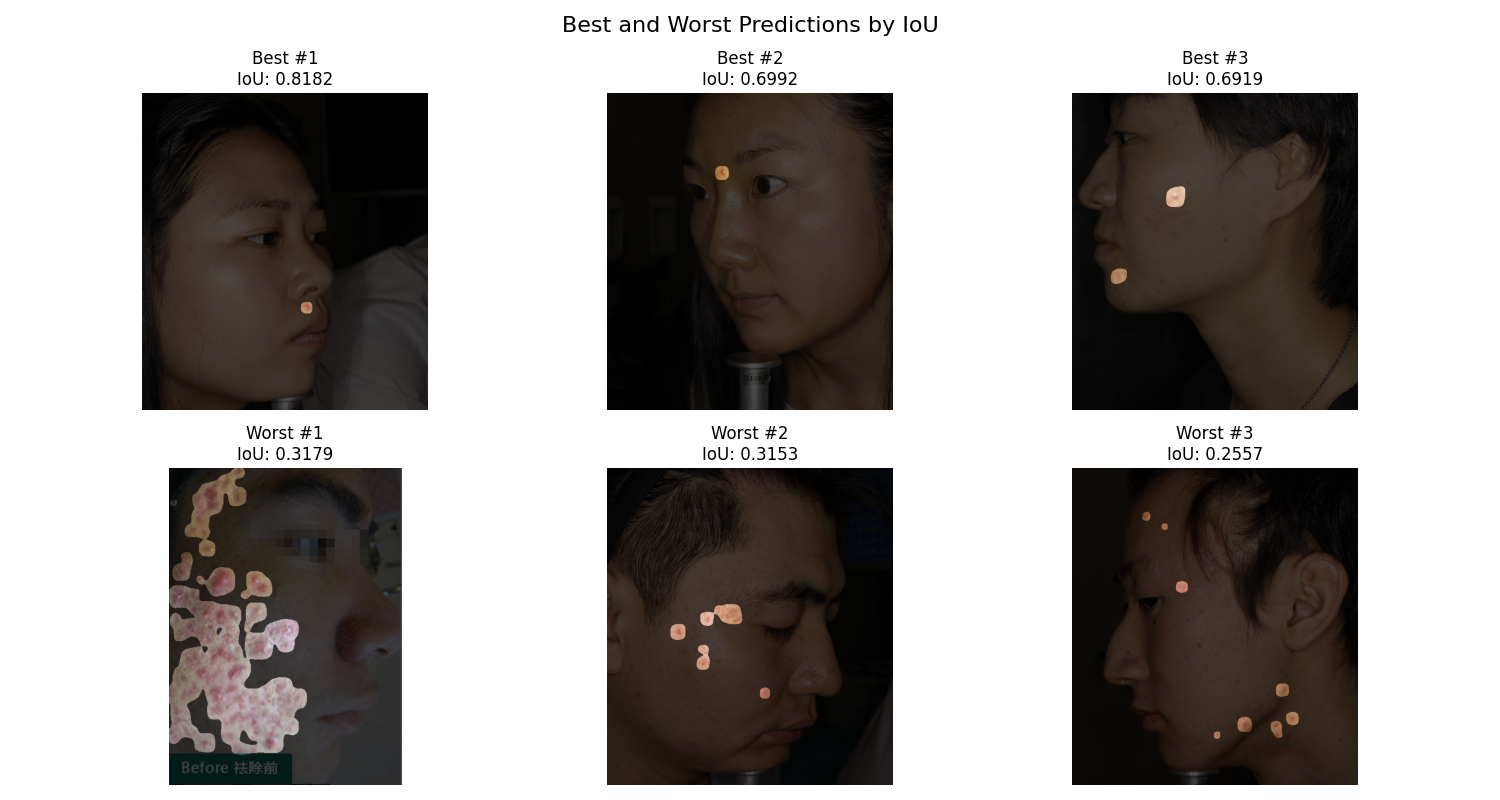 Best and Worst Predictions by IoU
Best #1
IoU: 0.8182
Best #2
IoU: 0.6992
Best #3
IoU: 0.6919
Worst #1
IoU: 0.3179
Worst #2
IoU: 0.3153
Worst #3
IoU: 0.2557
Before 祛除前